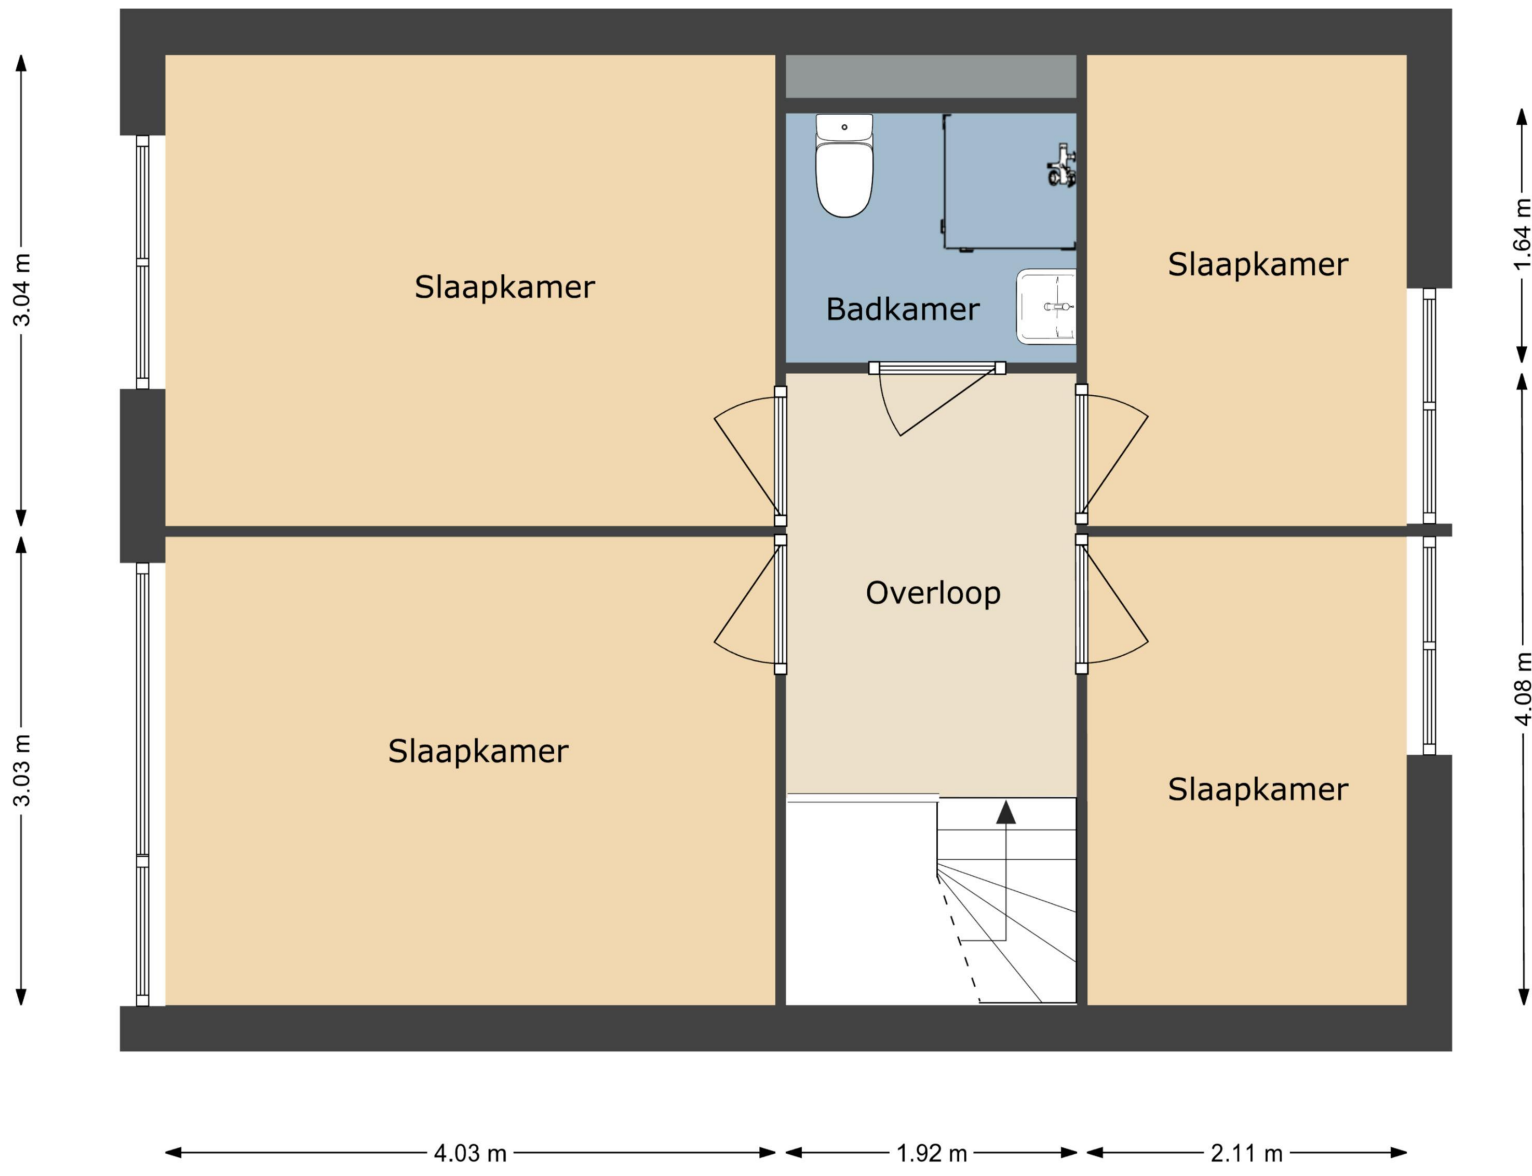 Slaapkamer
Badkamer
Slaapkamer
Overloop
Slaapkamer
Slaapkamer
3.04 m
3.03 m
1.64 m
4.08 m
4.03 m
1.92 m
2.11 m